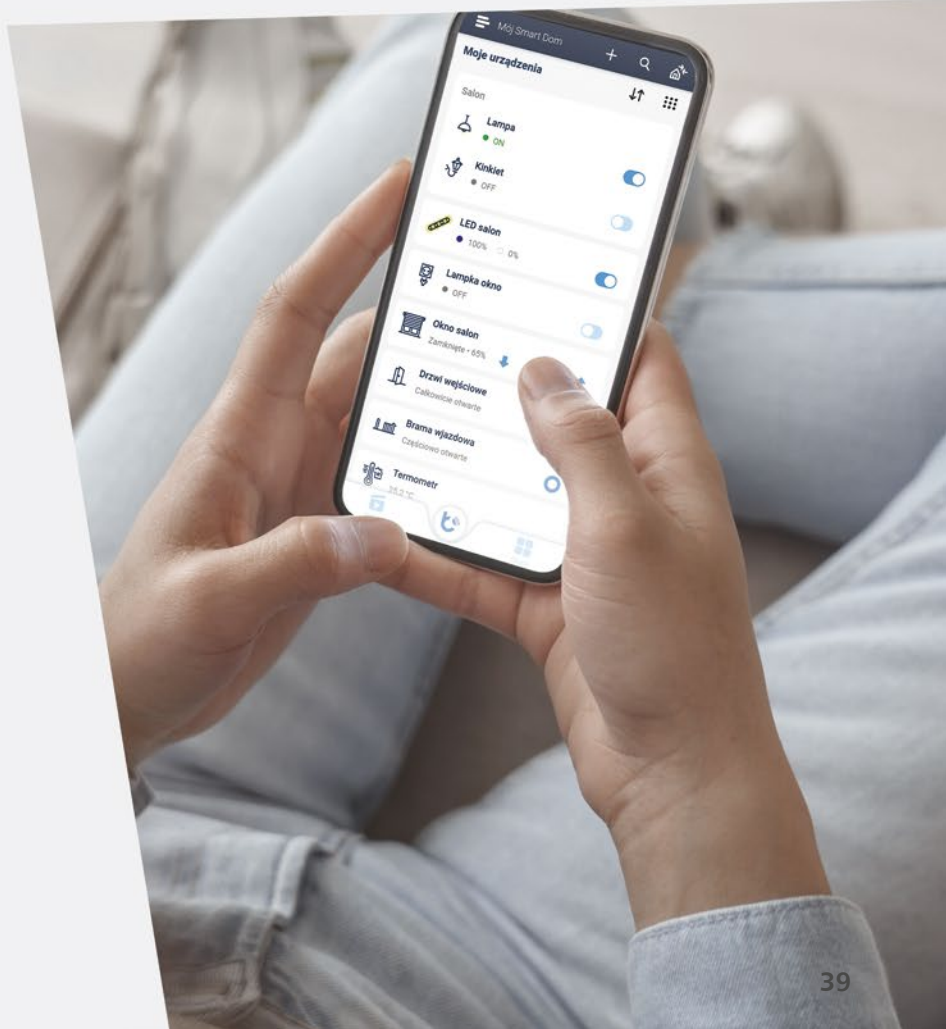 Mój Smart Dom
Moje urządzenia
Salon
Lampa
ON
Kinkiet
OFF
LED salon
100% 0%
Lampka okno
OFF
Okno salon
Zamknięte • 65%
Drzwi wejściowe
Całkowicie otwarte
Brama wjazdowa
Częściowo otwarte
Termometr
39